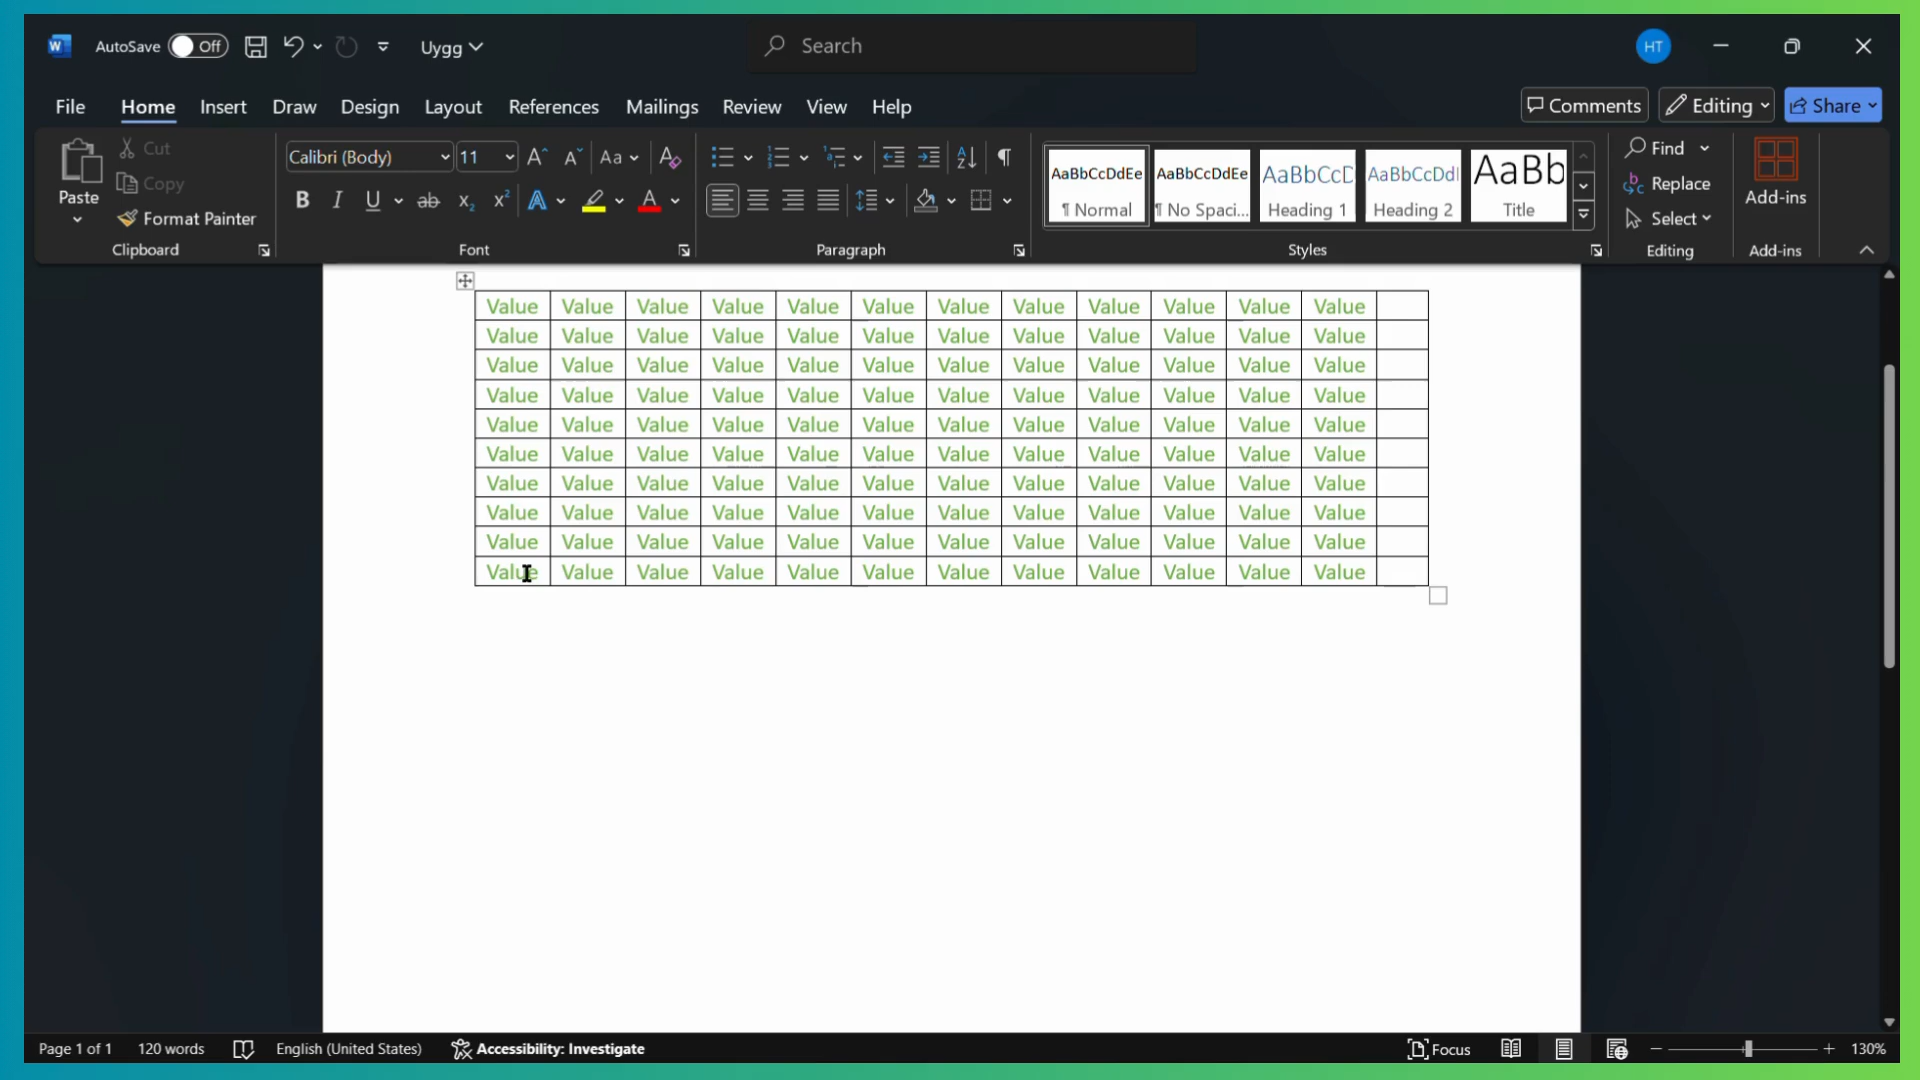 AutoSave Off Uygg Search HT
File Home Insert Draw Design Layout References Mailings Review View Help Comments Editing Share
Paste Cut Copy Format Painter
Clipboard
Calibri (Body) 11 Aa
B I U ab x₂ x² A A
Font
Paragraph
AaBbCcDdEe AaBbCcDdEe AaBbCcD AaBbCcDdI AaBb
¶ Normal ¶ No Spaci... Heading 1 Heading 2 Title
Styles
Find
Replace
Select
Editing
Add-ins
Add-ins
Value Value Value Value Value Value Value Value Value Value Value Value
Value Value Value Value Value Value Value Value Value Value Value Value
Value Value Value Value Value Value Value Value Value Value Value Value
Value Value Value Value Value Value Value Value Value Value Value Value
Value Value Value Value Value Value Value Value Value Value Value Value
Value Value Value Value Value Value Value Value Value Value Value Value
Value Value Value Value Value Value Value Value Value Value Value Value
Value Value Value Value Value Value Value Value Value Value Value Value
Value Value Value Value Value Value Value Value Value Value Value Value
Value Value Value Value Value Value Value Value Value Value Value Value
Page 1 of 1 120 words English (United States) Accessibility: Investigate Focus 130%